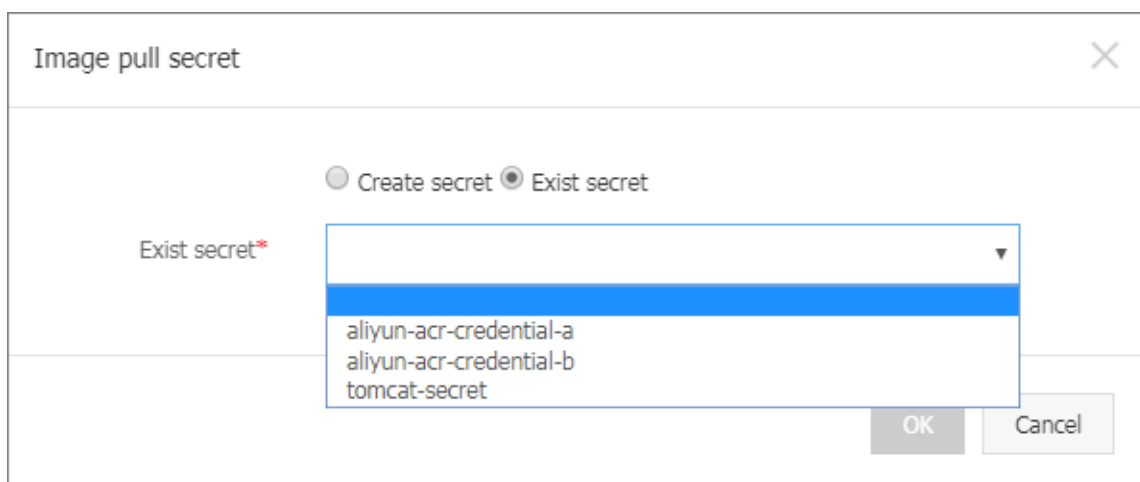 Image pull secret
Create secret Exist secret
Exist secret*
aliyun-acr-credential-a
aliyun-acr-credential-b
tomcat-secret
OK Cancel